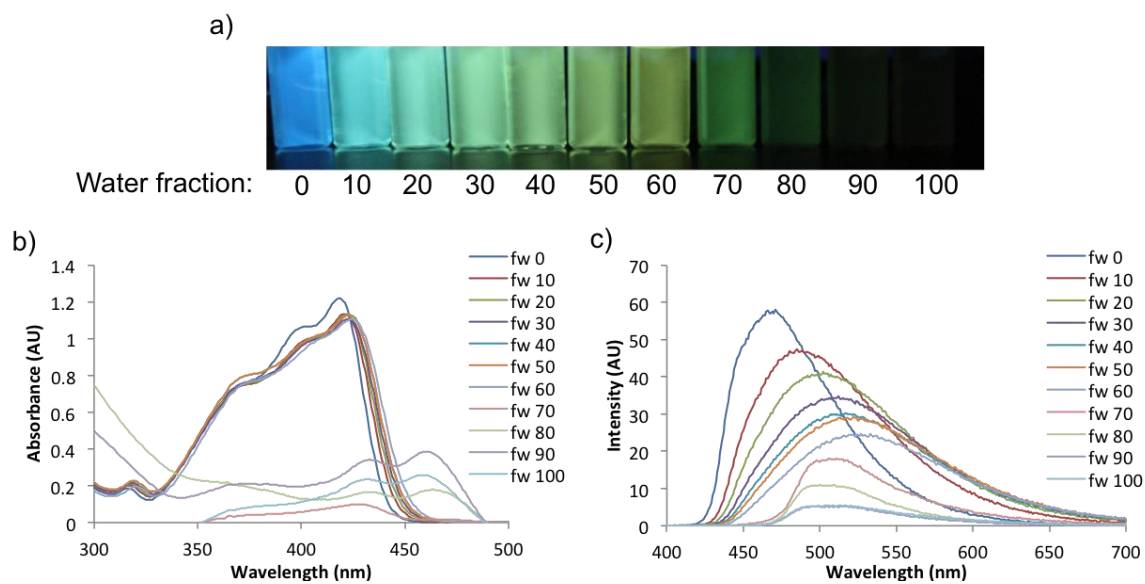 a)
Water fraction: 0 10 20 30 40 50 60 70 80 90 100
b)
1.4
1.2
1
0.8
0.6
0.4
0.2
0
Absorbance (AU)
300 350 400 450 500
Wavelength (nm)
fw 0
fw 10
fw 20
fw 30
fw 40
fw 50
fw 60
fw 70
fw 80
fw 90
fw 100
c)
70
60
50
40
30
20
10
0
Intensity (AU)
400 450 500 550 600 650 700
Wavelength (nm)
fw 0
fw 10
fw 20
fw 30
fw 40
fw 50
fw 60
fw 70
fw 80
fw 90
fw 100